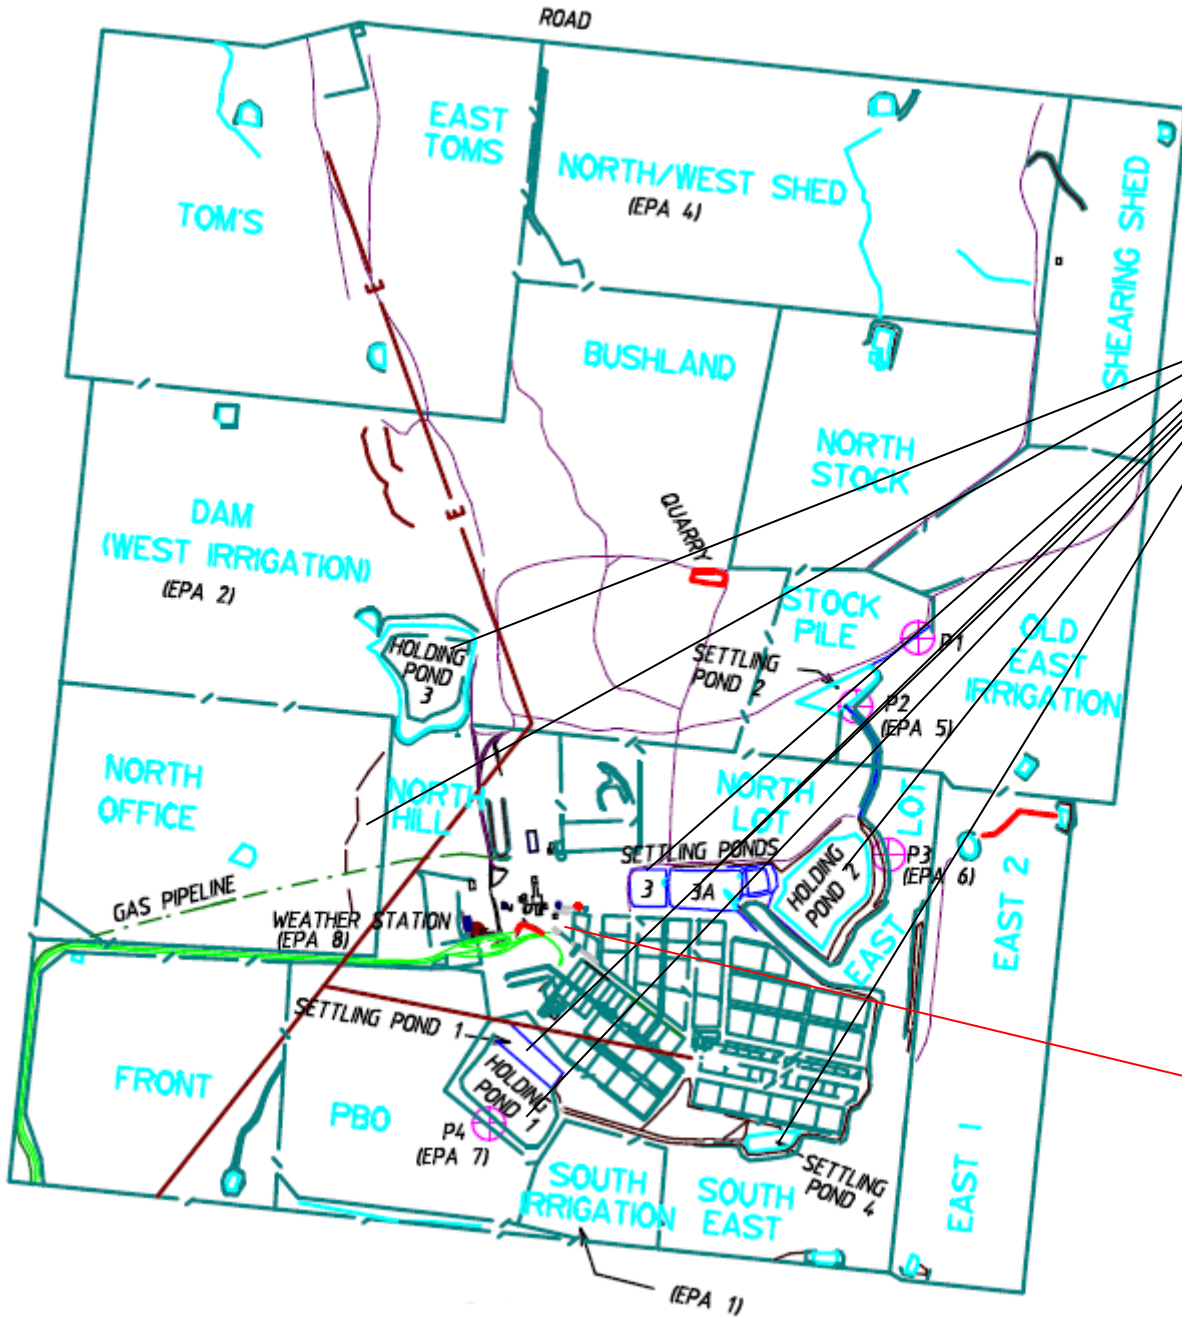 ROAD
EAST
TOMS
NORTH/WEST SHED
(EPA 4)
TOM'S
SHEARING SHED
BUSHLAND
NORTH
STOCK
E
E
QUARRY
DAM
(WEST IRRIGATION)
(EPA 2)
STOCK
PILE
P1
OLD
EAST
IRRIGATION
HOLDING
POND
3
SETTLING
POND 2
P2
(EPA 5)
NORTH
OFFICE
NORTH
HILL
NORTH
LOT
EAST LOT
SETTLING PONDS
3
3A
HOLDING
POND 2
P3
(EPA 6)
EAST 2
GAS PIPELINE
WEATHER STATION
(EPA 8)
SETTLING POND 1
HOLDING
POND 1
FRONT
PBO
P4
(EPA 7)
SOUTH
IRRIGATION
SOUTH
EAST
SETTLING
POND 4
EAST 1
(EPA 1)